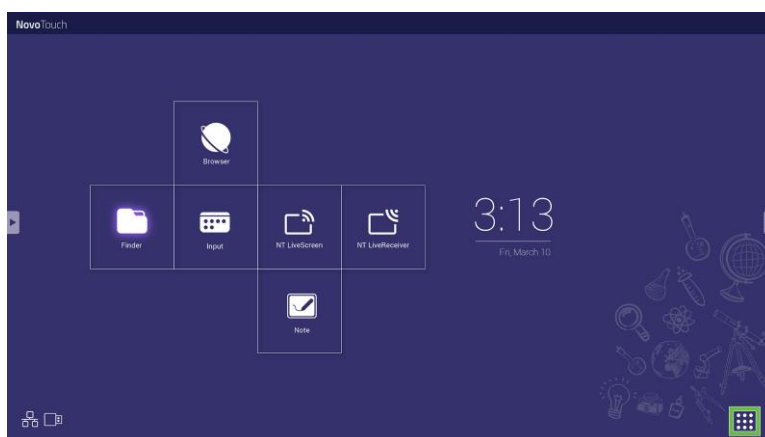 NovoTouch
Browser
Finder
Input
NT LiveScreen
NT LiveReceiver
Note
3:13
Fri, March 10